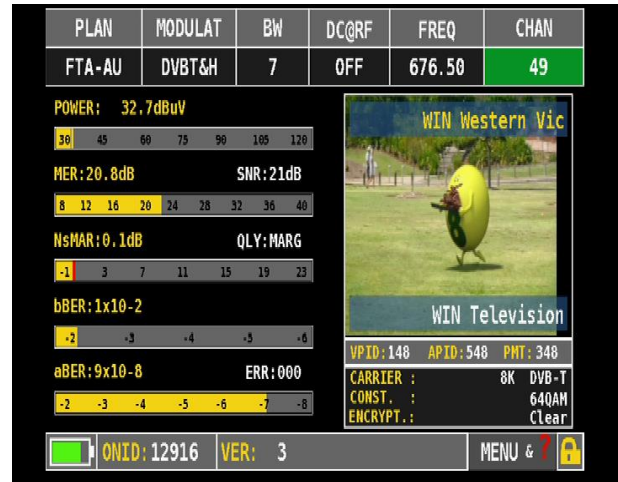 PLAN MODULAT BW DC@RF FREQ CHAN
FTA-AU DVBT&H 7 OFF 676.50 49
POWER: 32.7dBuV
30 45 60 75 90 105 120
MER:20.8dB SNR:21dB
8 12 16 20 24 28 32 36 40
NsMAR:0.1dB QLY:MARG
-1 3 7 11 15 19 23
bBER:1x10-2
-2 -3 -4 -5 -6
aBER:9x10-8 ERR:000
-2 -3 -4 -5 -6 -7 -8
WIN Western Vic
8
WIN Television
VPID:148 APID:548 PMT:348
CARRIER : 8K DVB-T
CONST. : 64QAM
ENCRYPT.: Clear
ONID:12916 VER: 3 MENU & ?